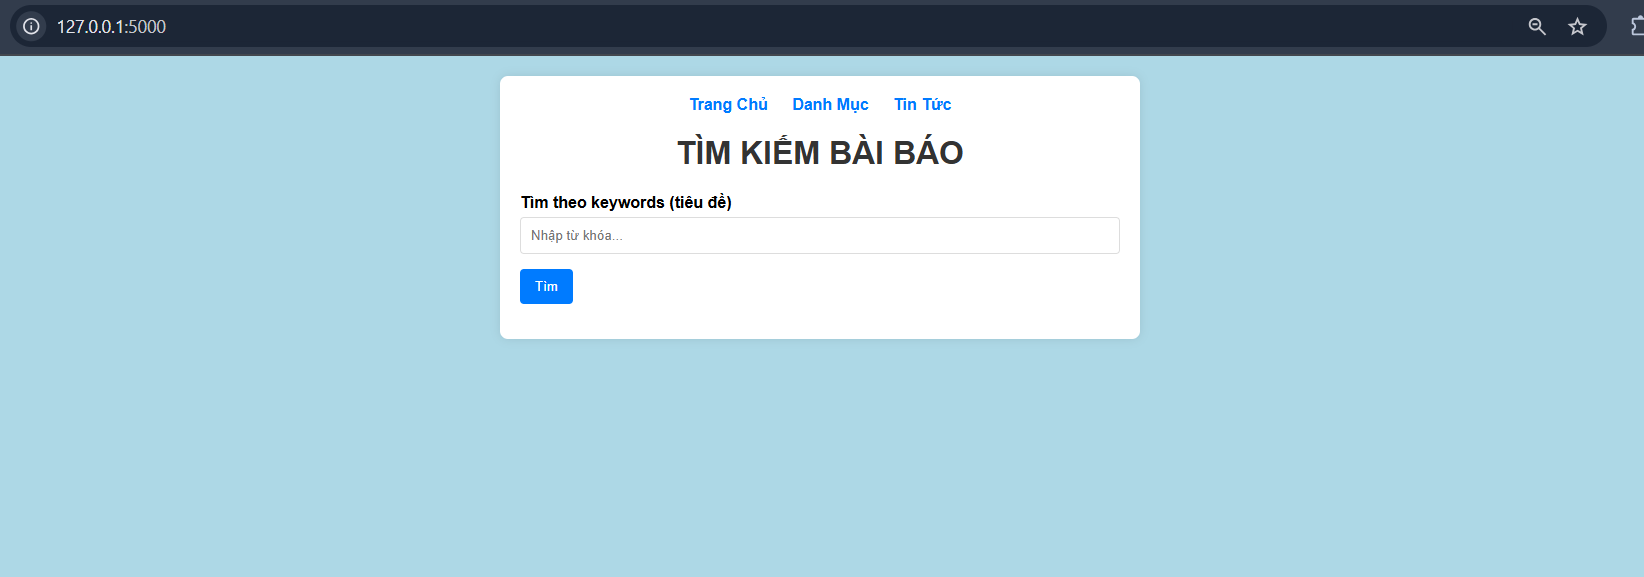 127.0.0.1:5000
Trang Chủ Danh Mục Tin Tức
TÌM KIẾM BÀI BÁO
Tìm theo keywords (tiêu đề)
Nhập từ khóa...
Tìm